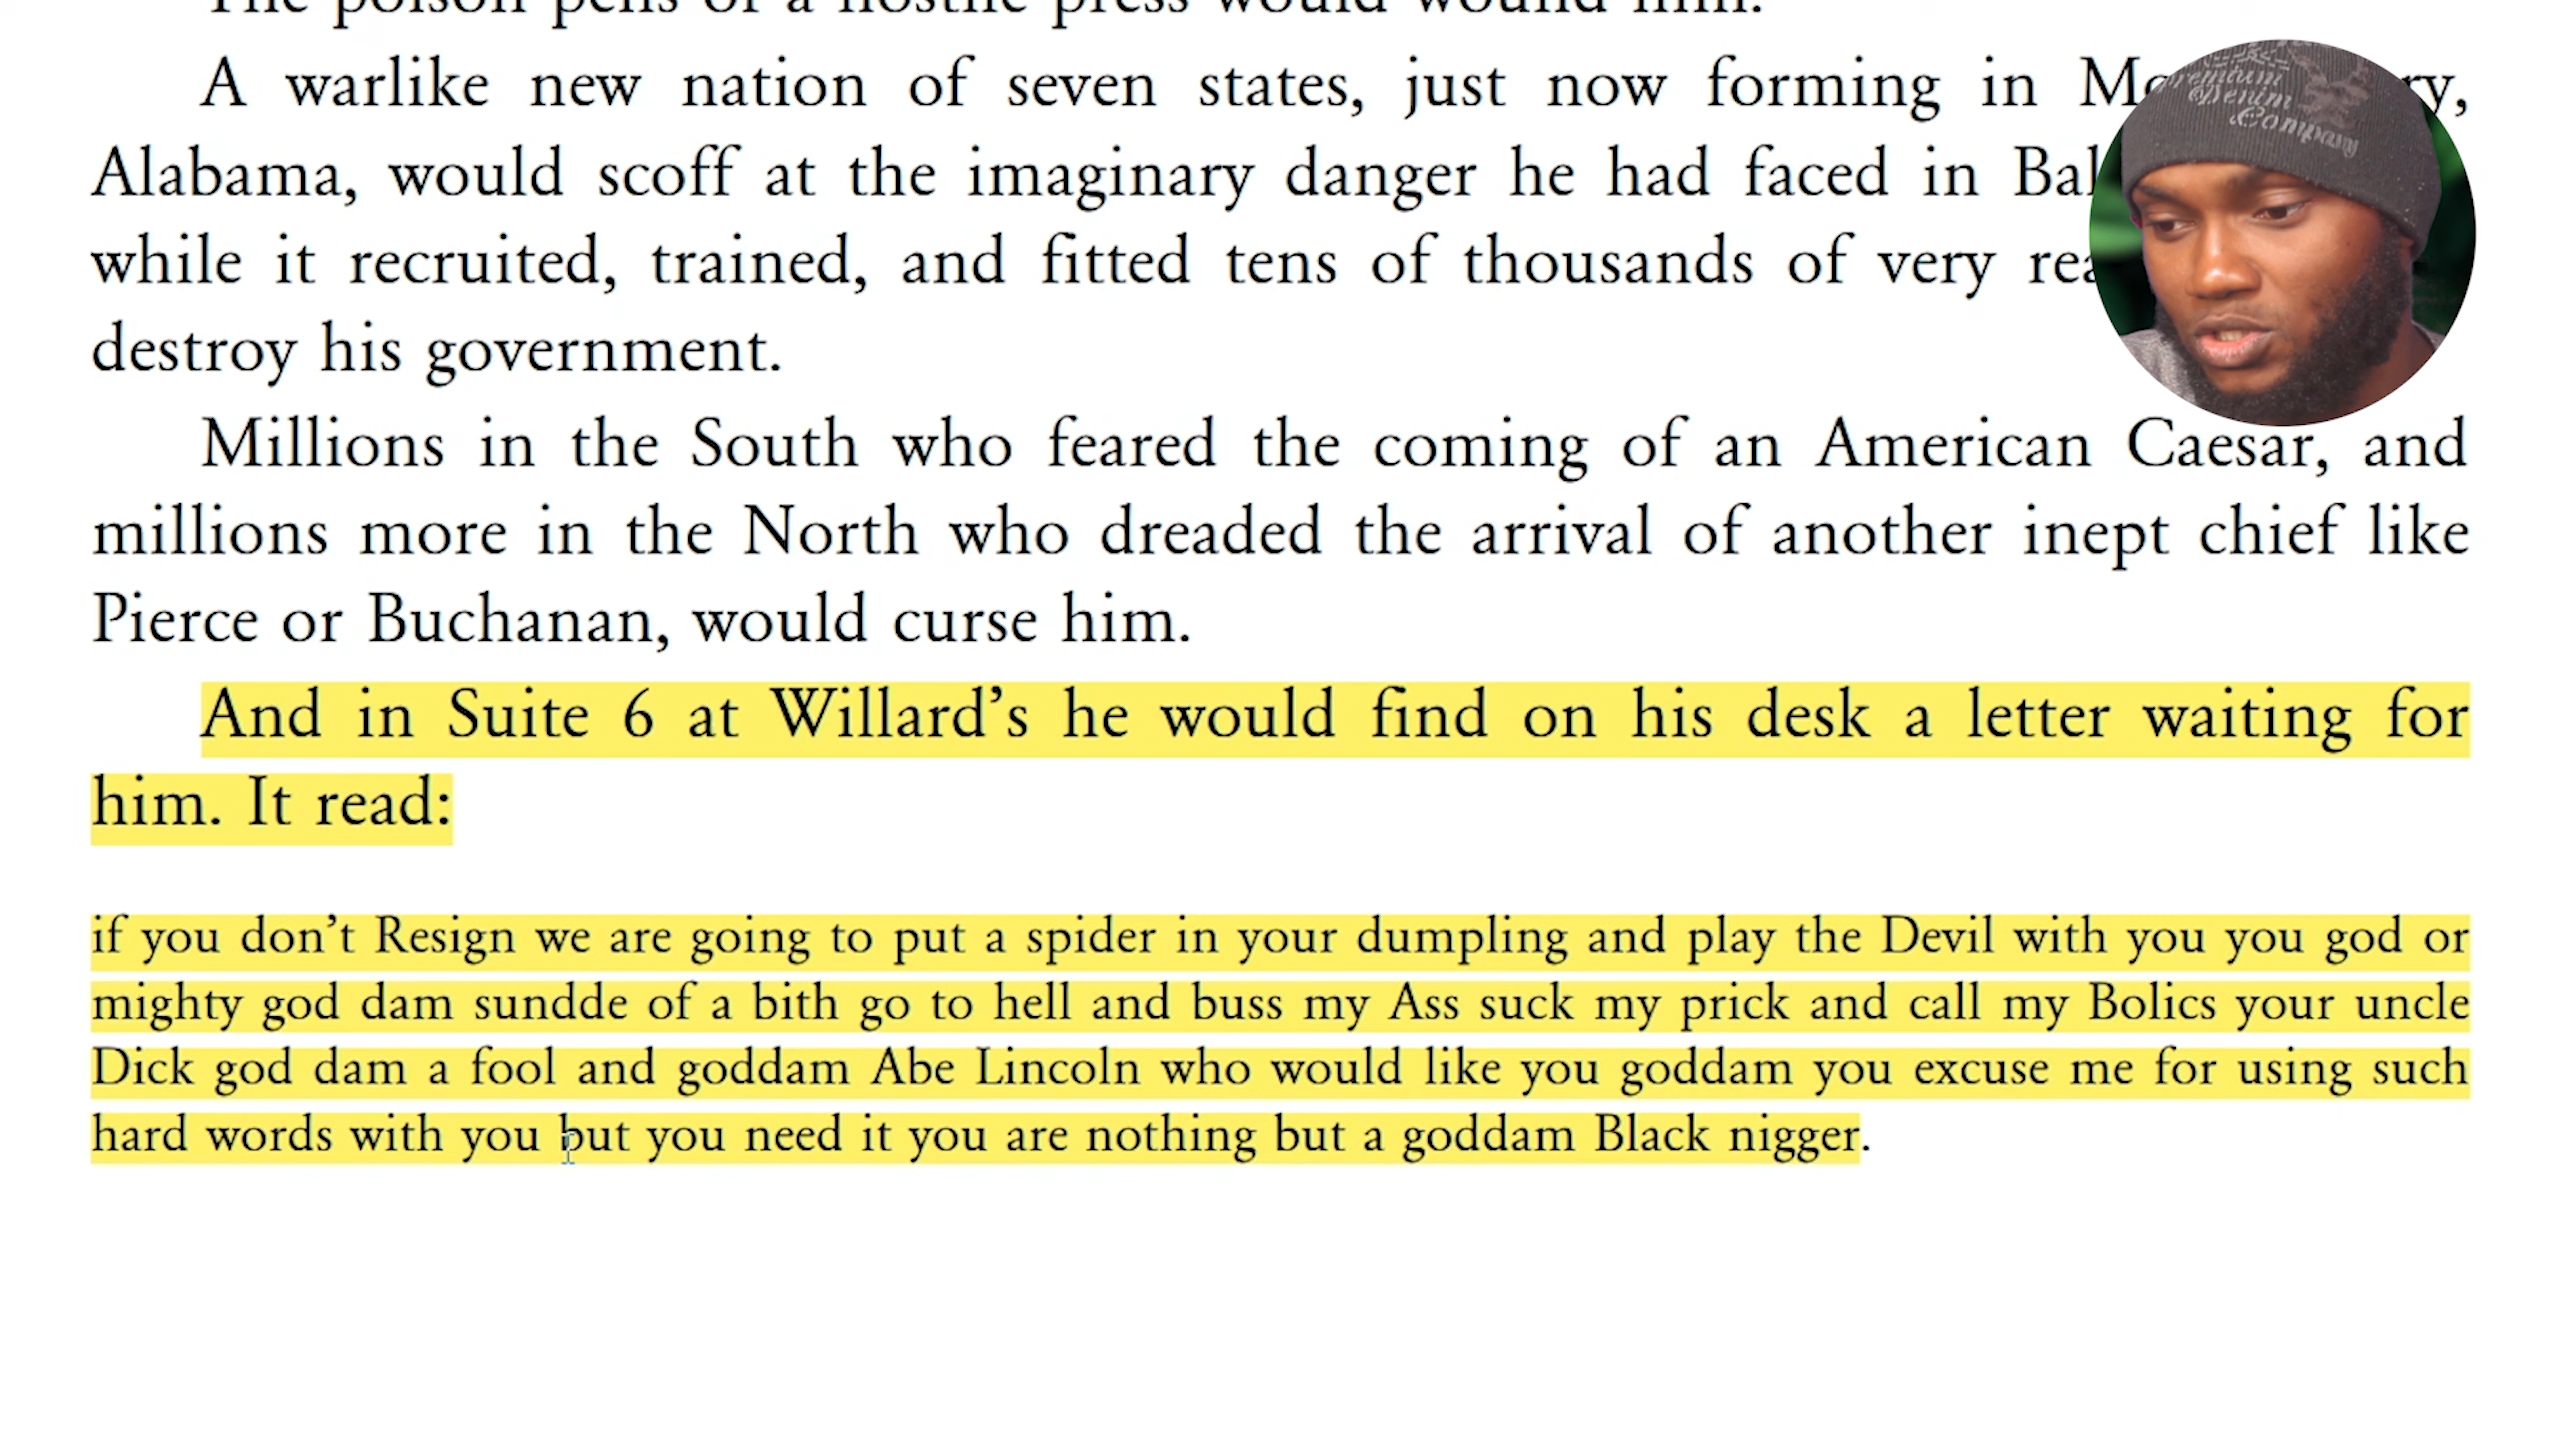 The poison pens of a hostile press would wound him.
A warlike new nation of seven states, just now forming in
Alabama, would scoff at the imaginary danger he had faced in
while it recruited, trained, and fitted tens of thousands of very
destroy his government.
Millions in the South who feared the coming of an American Caesar, and
millions more in the North who dreaded the arrival of another inept chief like
Pierce or Buchanan, would curse him.
And in Suite 6 at Willard’s he would find on his desk a letter waiting for
him. It read:
if you don’t Resign we are going to put a spider in your dumpling and play the Devil with you you god or
mighty god dam sundde of a bith go to hell and buss my Ass suck my prick and call my Bolics your uncle
Dick god dam a fool and goddam Abe Lincoln who would like you goddam you excuse me for using such
hard words with you but you need it you are nothing but a goddam Black nigger.
Premium
Denim
Company